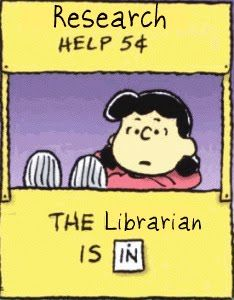 Research
HELP 5¢
THE Librarian
IS IN